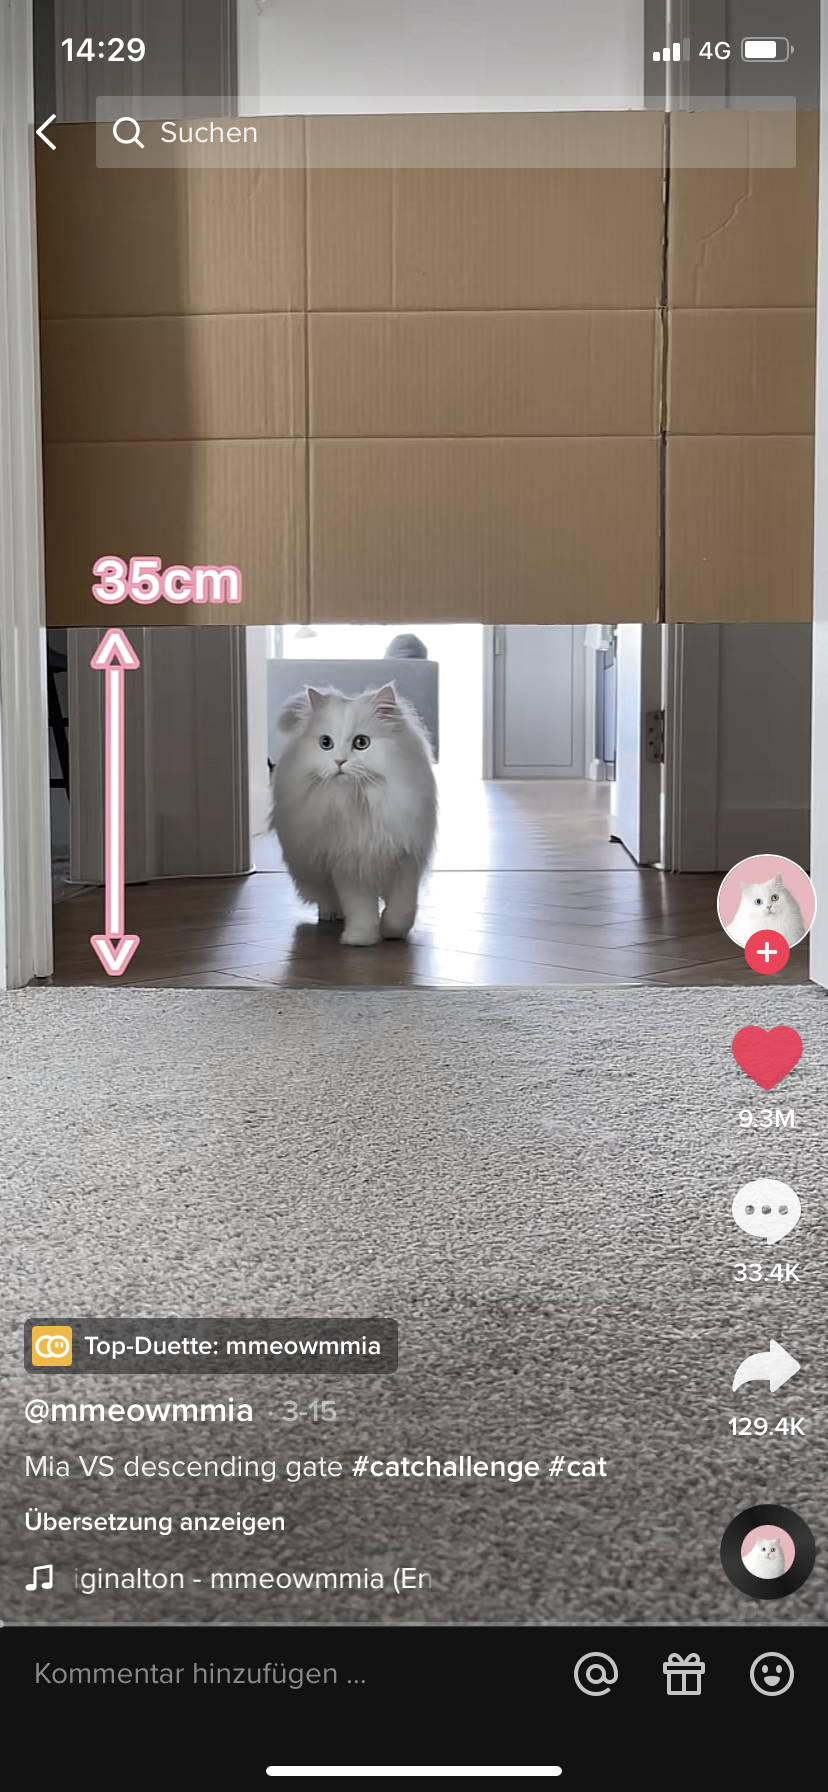 14:29
4G
Suchen
35cm
9.3M
33.4K
129.4K
Top-Duette: mmeowmmia
@mmeowmmia · 3-15
Mia VS descending gate #catchallenge #cat
Übersetzung anzeigen
iginalton - mmeowmmia (En
Kommentar hinzufügen ...